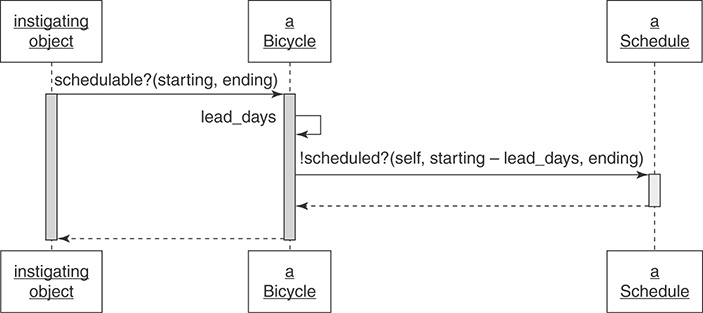 instigating
object
a
Bicycle
a
Schedule
schedulable?(starting, ending)
lead_days
!scheduled?(self, starting – lead_days, ending)
instigating
object
a
Bicycle
a
Schedule